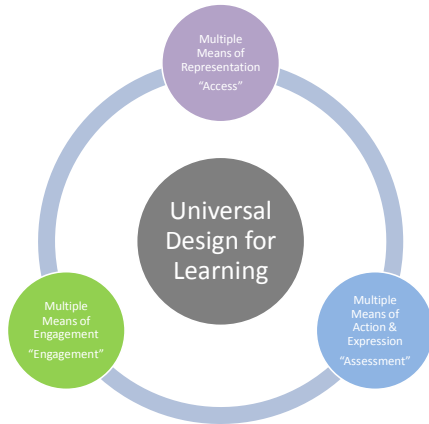 Multiple
Means of
Representation
“Access”
Universal
Design for
Learning
Multiple
Means of
Engagement
“Engagement”
Multiple
Means of
Action &
Expression
“Assessment”